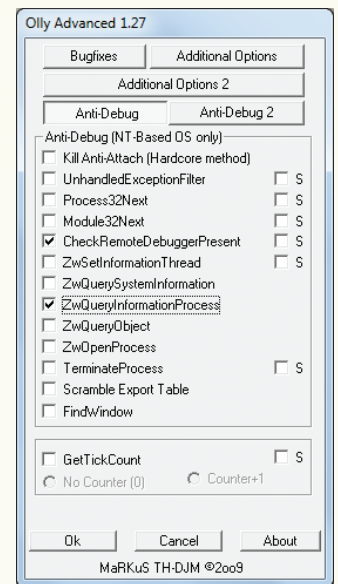 Olly Advanced 1.27
Bugfixes Additional Options
Additional Options 2
Anti-Debug Anti-Debug 2
Anti-Debug (NT-Based OS only)
Kill Anti-Attach (Hardcore method)
UnhandledExceptionFilter S
Process32Next S
Module32Next S
CheckRemoteDebuggerPresent S
ZwSetInformationThread S
ZwQuerySystemInformation
ZwQueryInformationProcess
ZwQueryObject
ZwOpenProcess
TerminateProcess S
Scramble Export Table
FindWindow
GetTickCount S
No Counter (0) Counter+1
Ok Cancel About
MaRKuS TH-DJM ©2oo9